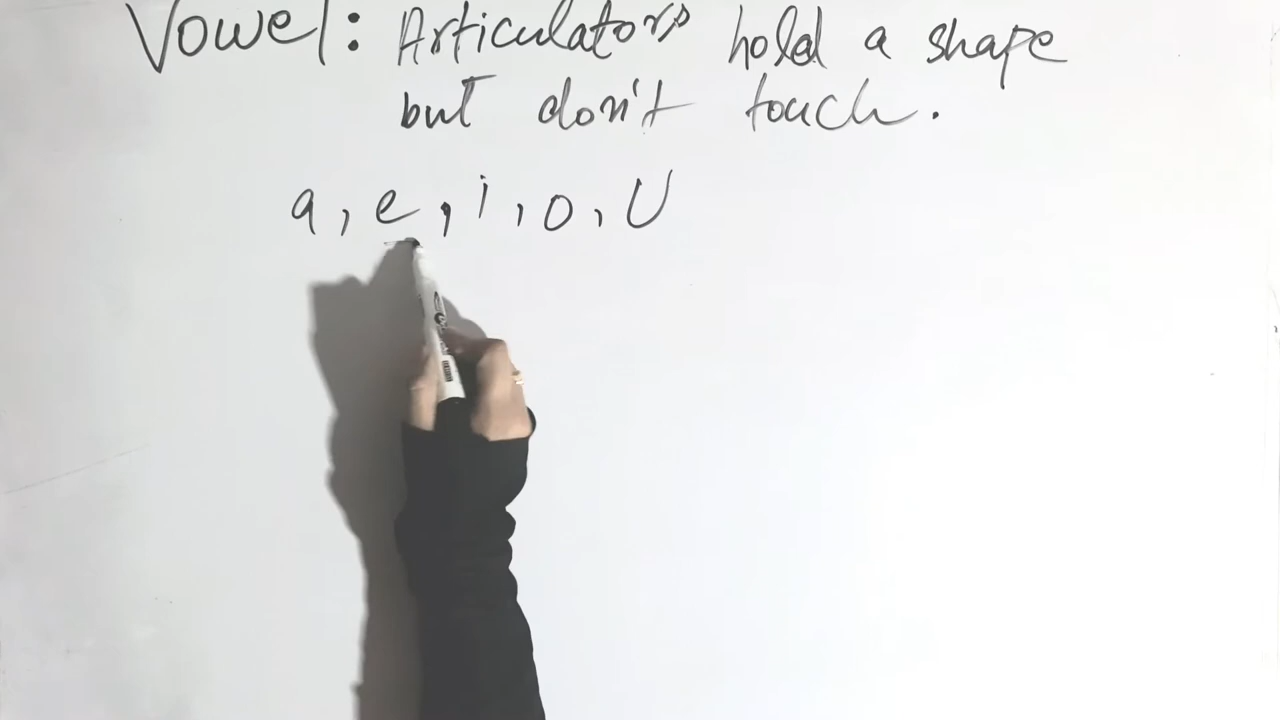 Vowel: Articulators hold a shape
but don't touch.
a, e, i, o, U